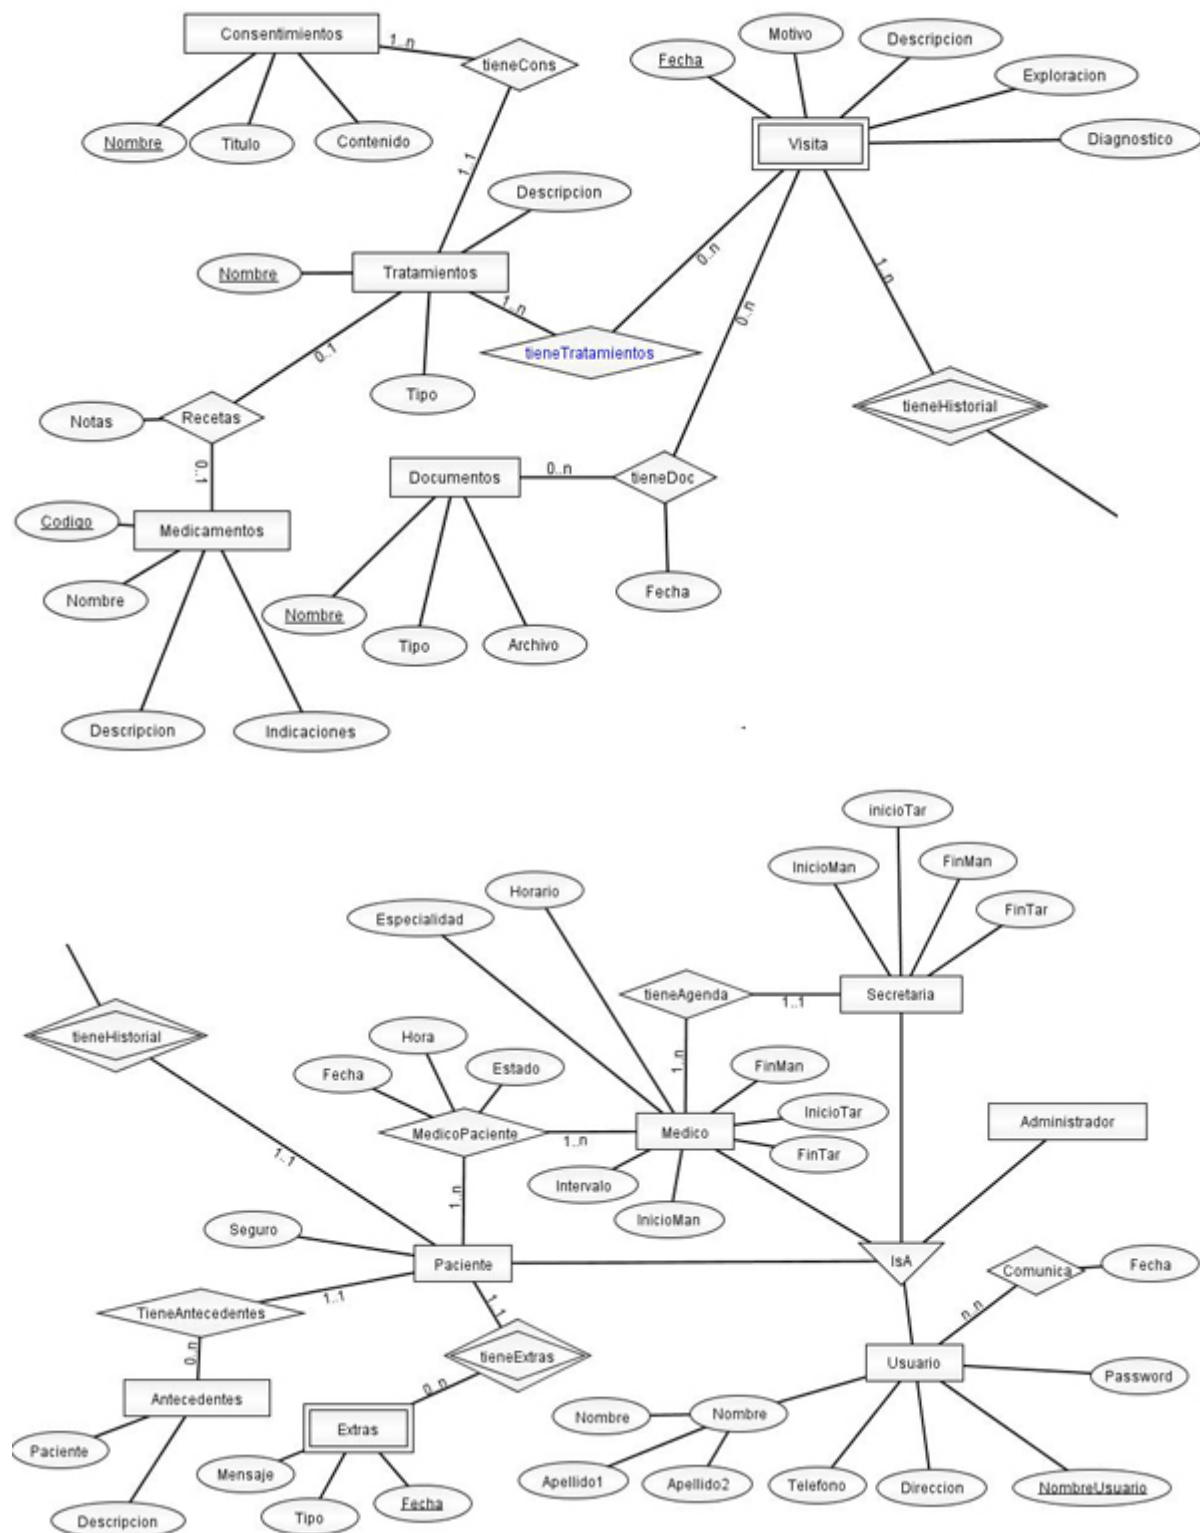 Consentimientos
1..n
tieneCons
Nombre
Titulo
Contenido
1..1
Fecha
Motivo
Descripcion
Exploracion
Diagnostico
Visita
Descripcion
Nombre
Tratamientos
1..n
0..n
0..n
1..n
tieneTratamientos
0..1
Tipo
tieneHistorial
Notas
Recetas
0..1
Documentos
0..n
tieneDoc
Codigo
Medicamentos
Nombre
Nombre
Tipo
Archivo
Fecha
Descripcion
Indicaciones
inicioTar
InicioMan
FinMan
FinTar
Horario
Especialidad
tieneAgenda
1..1
Secretaria
tieneHistorial
Hora
Fecha
Estado
1..n
FinMan
InicioTar
FinTar
MedicoPaciente
1..n
Medico
Administrador
Intervalo
InicioMan
1..1
1..n
Seguro
Paciente
IsA
Comunica
Fecha
TieneAntecedentes
1..1
1..1
n..n
0..n
tieneExtras
Usuario
Password
Antecedentes
0..n
Extras
Nombre
Nombre
Paciente
Mensaje
Apellido1
Apellido2
Telefono
Direccion
NombreUsuario
Descripcion
Tipo
Fecha